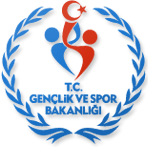 T.C.
GENÇLİK VE SPOR
BAKANLIĞI